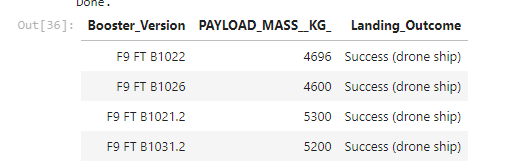 Done.
Out[36]: Booster_Version PAYLOAD_MASS__KG_ Landing_Outcome
F9 FT B1022 4696 Success (drone ship)
F9 FT B1026 4600 Success (drone ship)
F9 FT B1021.2 5300 Success (drone ship)
F9 FT B1031.2 5200 Success (drone ship)